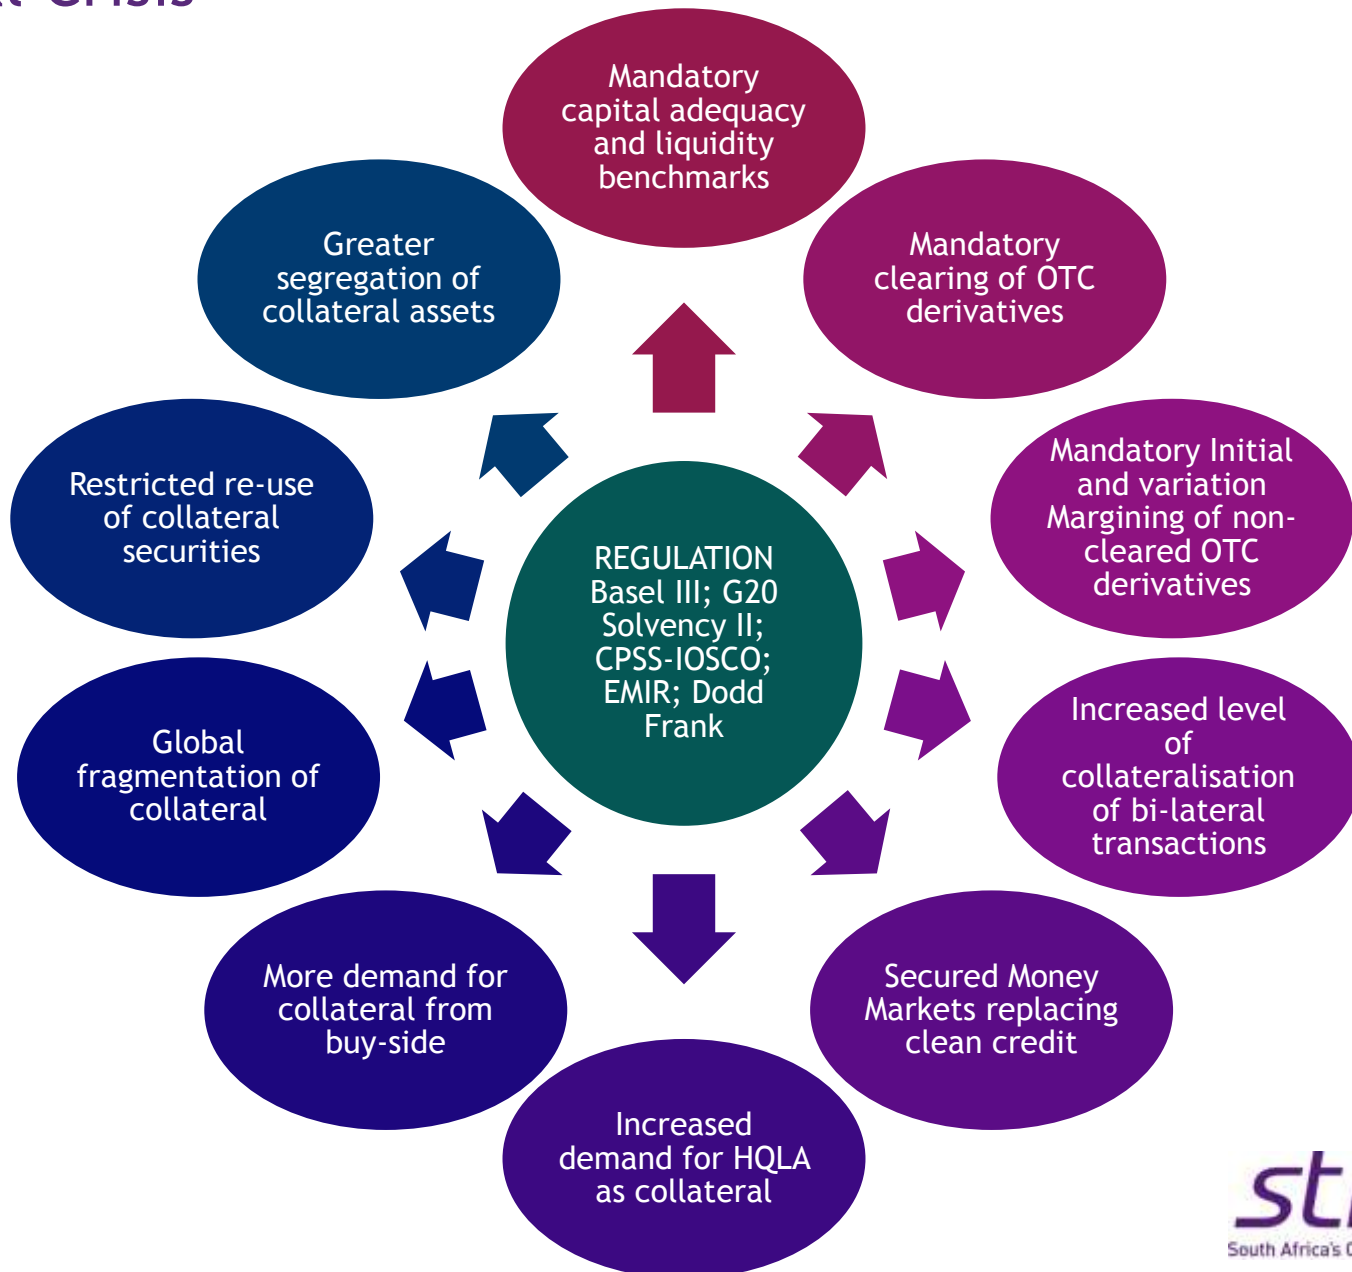 Mandatory
capital adequacy
and liquidity
benchmarks
Mandatory
clearing of OTC
derivatives
Mandatory Initial
and variation
Margining of non-
cleared OTC
derivatives
Increased level
of
collateralisation
of bi-lateral
transactions
Secured Money
Markets replacing
clean credit
Increased
demand for HQLA
as collateral
More demand for
collateral from
buy-side
Global
fragmentation of
collateral
Restricted re-use
of collateral
securities
Greater
segregation of
collateral assets
REGULATION
Basel III; G20
Solvency II;
CPSS-IOSCO;
EMIR; Dodd
Frank
South Africa's